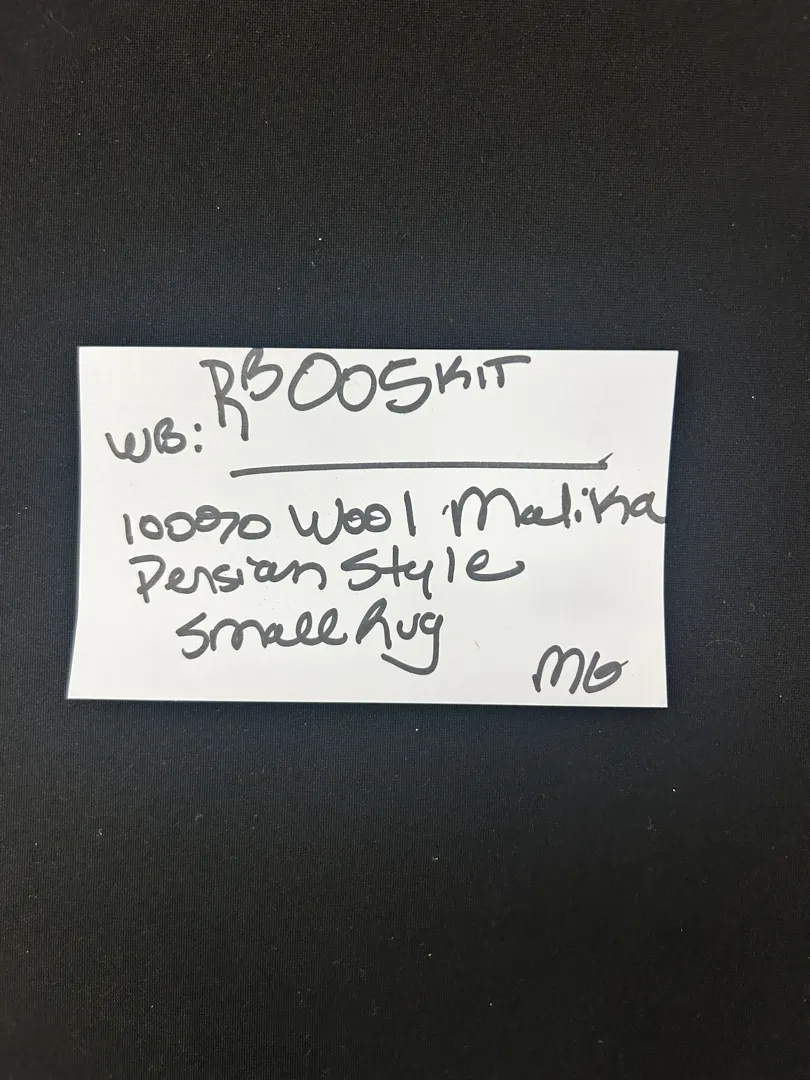 WB: RB005KIT
100% Wool Malika
Persian Style
Small Rug
MG